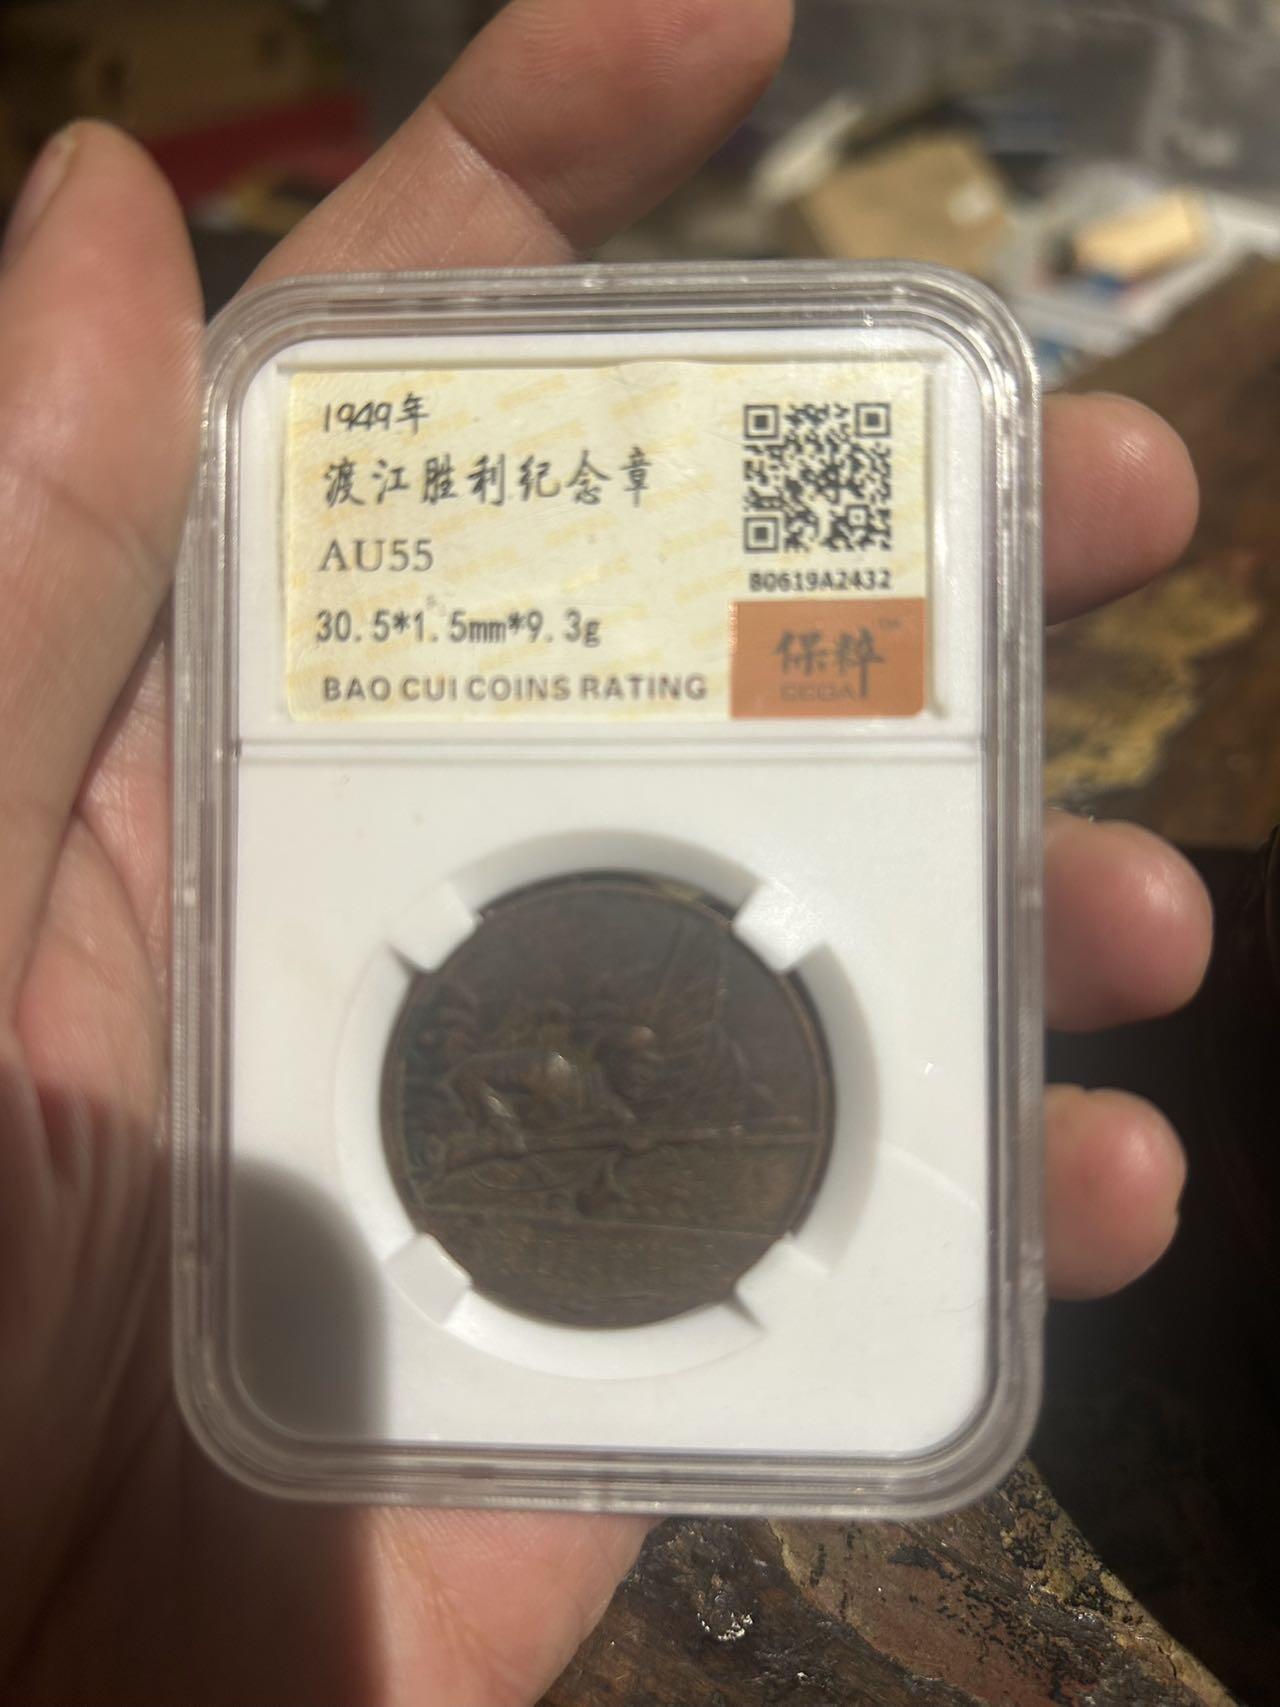 1949年
渡江胜利纪念章
AU55
30.5*1.5mm*9.3g
BAO CUI COINS RATING
B0619A2432
保粹